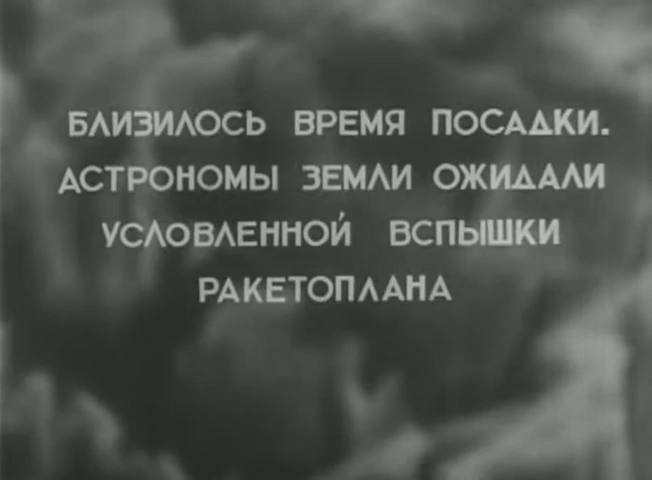 БЛИЗИЛОСЬ ВРЕМЯ ПОСАДКИ.
АСТРОНОМЫ ЗЕМЛИ ОЖИДАЛИ
УСЛОВЛЕННОЙ ВСПЫШКИ
РАКЕТОПЛАНА